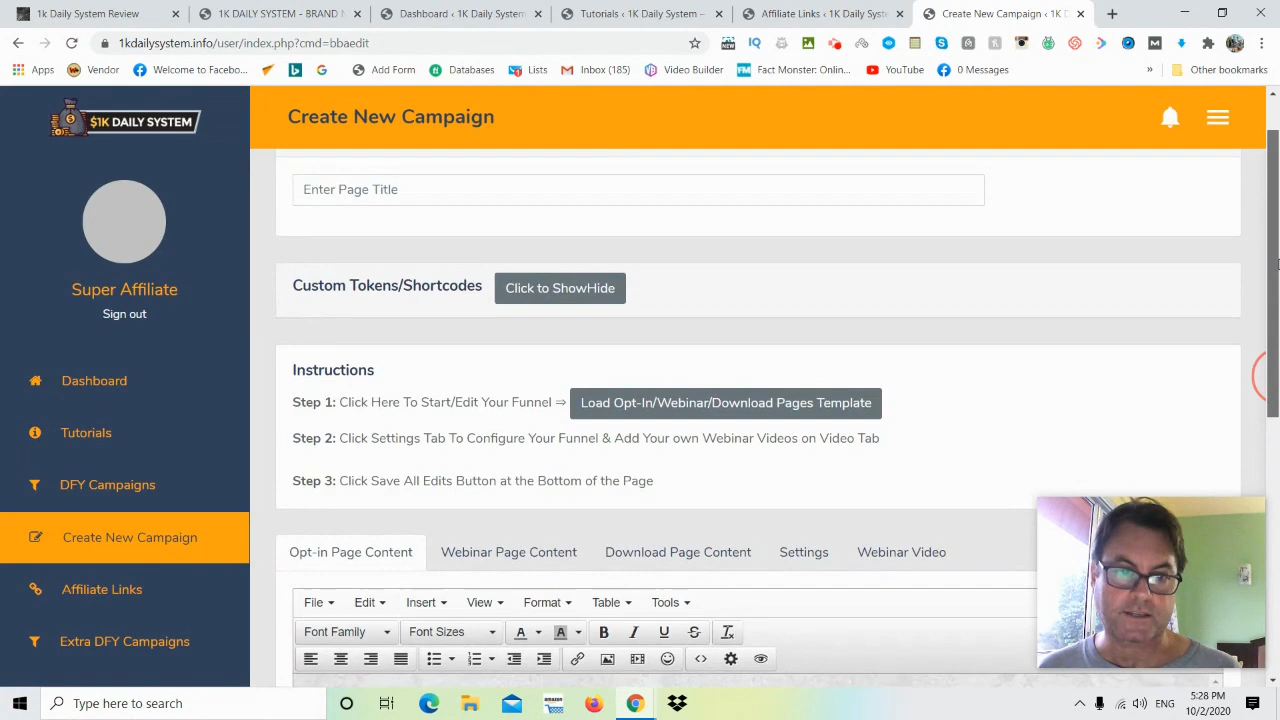 System Review
1K DAILY SYSTEM - BRAND N
Dashboard ‹ 1K Daily System
Tutorials ‹ 1K Daily System —
Affiliate Links ‹ 1K Daily Syste
Create New Campaign ‹ 1K D
1kdailysystem.info/user/index.php?cmd=bbaedit
Apps
Vendor
Welcome to Facebo...
Add Form
Databases
Lists
Inbox (185)
Video Builder
Fact Monster: Onlin...
YouTube
0 Messages
»
Other bookmarks
$1K DAILY SYSTEM
Create New Campaign
Enter Page Title
Super Affiliate
Sign out
Custom Tokens/Shortcodes
Click to ShowHide
Instructions
Step 1: Click Here To Start/Edit Your Funnel ⇒ Load Opt-In/Webinar/Download Pages Template
Step 2: Click Settings Tab To Configure Your Funnel & Add Your own Webinar Videos on Video Tab
Step 3: Click Save All Edits Button at the Bottom of the Page
Dashboard
Tutorials
DFY Campaigns
Create New Campaign
Affiliate Links
Extra DFY Campaigns
Opt-in Page Content
Webinar Page Content
Download Page Content
Settings
Webinar Video
File
Edit
Insert
View
Format
Table
Tools
Font Family
Font Sizes
Type here to search
ENG
5:28 PM
10/2/2020